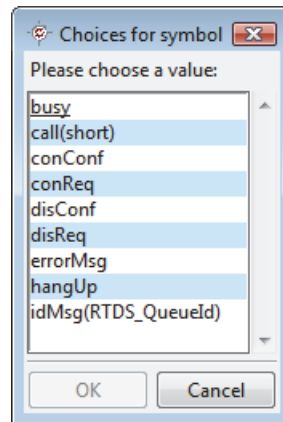 Choices for symbol
Please choose a value:
busy
call(short)
conConf
conReq
disConf
disReq
errorMsg
hangUp
idMsg(RTDS_QueueId)
OK
Cancel